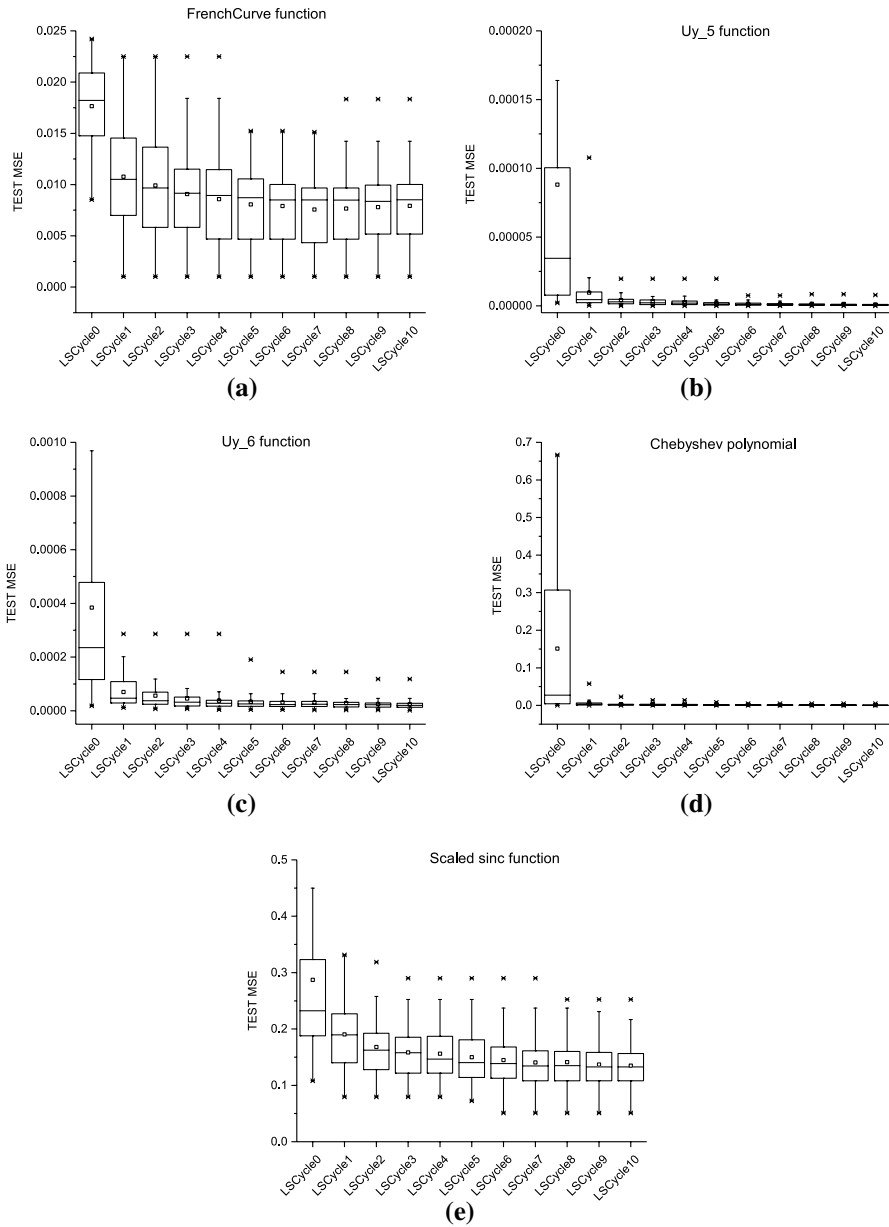 FrenchCurve function
TEST MSE
0.025
0.020
0.015
0.010
0.005
0.000
LSCycle0
LSCycle1
LSCycle2
LSCycle3
LSCycle4
LSCycle5
LSCycle6
LSCycle7
LSCycle8
LSCycle9
LSCycle10
(a)
Uy_5 function
TEST MSE
0.00020
0.00015
0.00010
0.00005
0.00000
LSCycle0
LSCycle1
LSCycle2
LSCycle3
LSCycle4
LSCycle5
LSCycle6
LSCycle7
LSCycle8
LSCycle9
LSCycle10
(b)
Uy_6 function
TEST MSE
0.0010
0.0008
0.0006
0.0004
0.0002
0.0000
LSCycle0
LSCycle1
LSCycle2
LSCycle3
LSCycle4
LSCycle5
LSCycle6
LSCycle7
LSCycle8
LSCycle9
LSCycle10
(c)
Chebyshev polynomial
TEST MSE
0.7
0.6
0.5
0.4
0.3
0.2
0.1
0.0
LSCycle0
LSCycle1
LSCycle2
LSCycle3
LSCycle4
LSCycle5
LSCycle6
LSCycle7
LSCycle8
LSCycle9
LSCycle10
(d)
Scaled sinc function
TEST MSE
0.5
0.4
0.3
0.2
0.1
0.0
LSCycle0
LSCycle1
LSCycle2
LSCycle3
LSCycle4
LSCycle5
LSCycle6
LSCycle7
LSCycle8
LSCycle9
LSCycle10
(e)